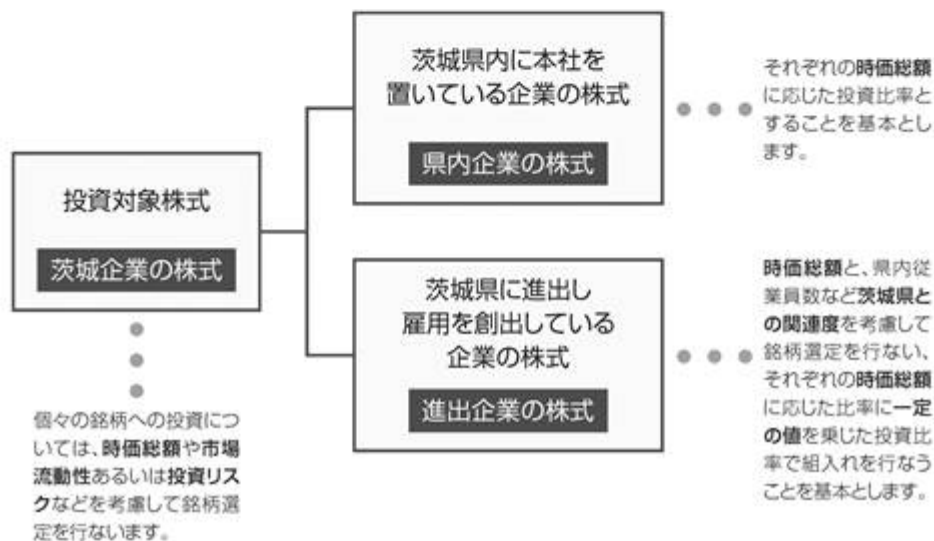 投資対象株式
茨城企業の株式
個々の銘柄への投資につ
いては、時価総額や市場
流動性あるいは投資リス
クなどを考慮して銘柄選
定を行ないます。
茨城県内に本社を
置いている企業の株式
県内企業の株式
それぞれの時価総額
に応じた投資比率と
することを基本とし
ます。
茨城県に進出し
雇用を創出している
企業の株式
進出企業の株式
時価総額と、県内従
業員数など茨城県と
の関連度を考慮して
銘柄選定を行ない、
それぞれの時価総額
に応じた比率に一定
の値を乗じた投資比
率で組入れを行なう
ことを基本とします。